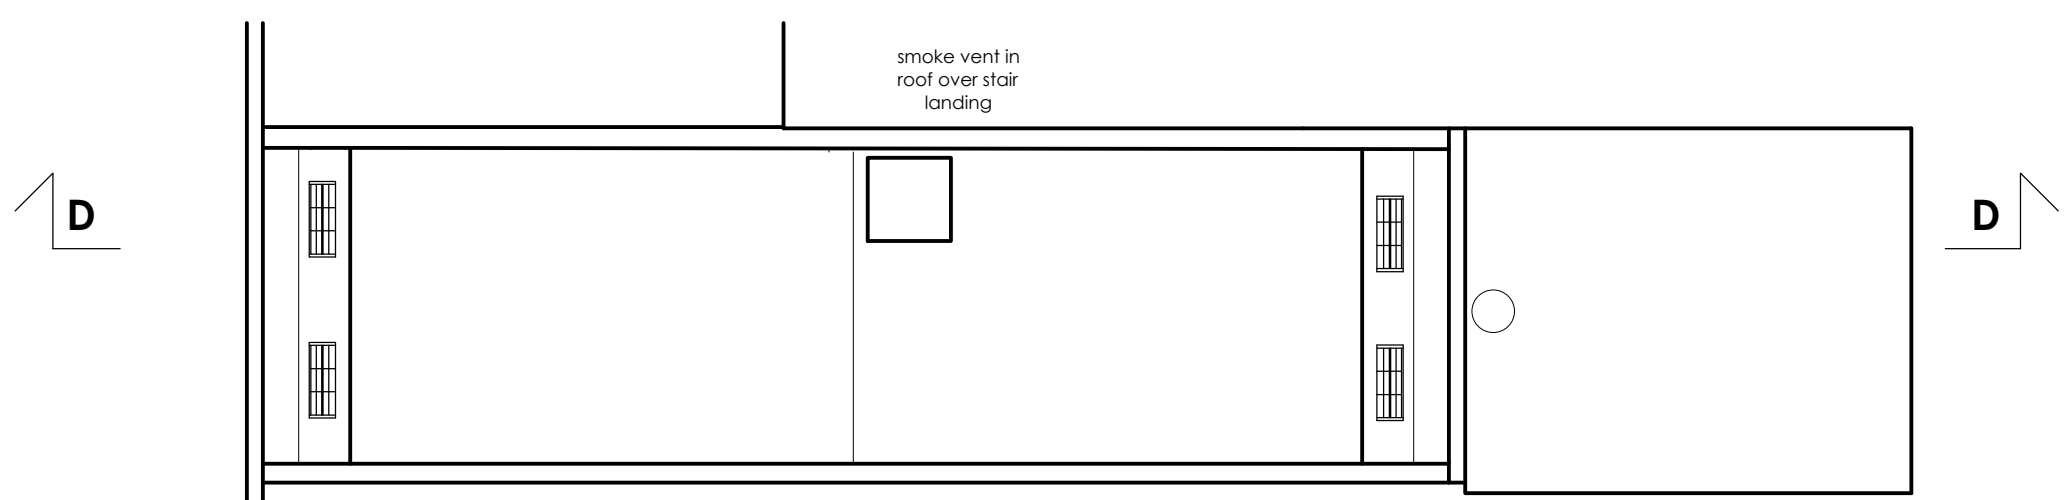 smoke vent in
roof over stair
landing
D
D